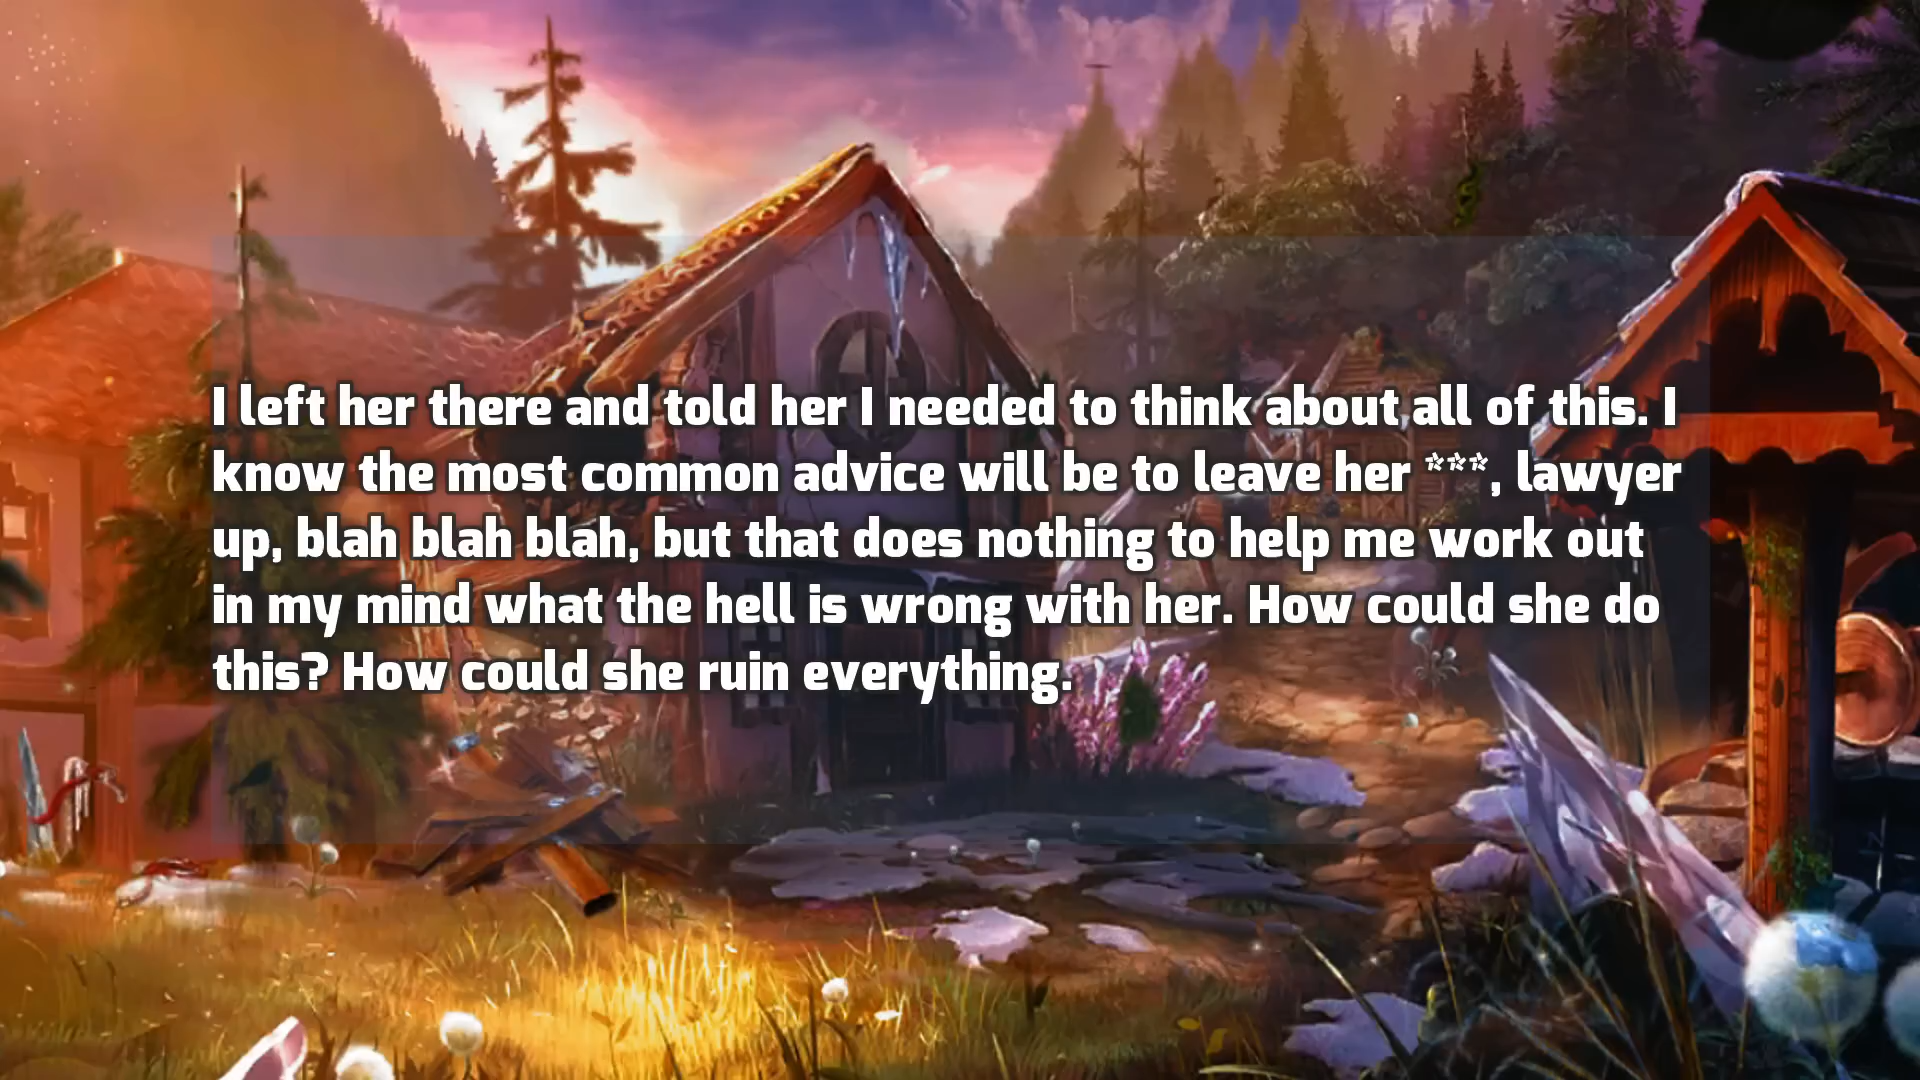 I left her there and told her I needed to think about all of this. I
know the most common advice will be to leave her ***, lawyer
up, blah blah blah, but that does nothing to help me work out
in my mind what the hell is wrong with her. How could she do
this? How could she ruin everything.